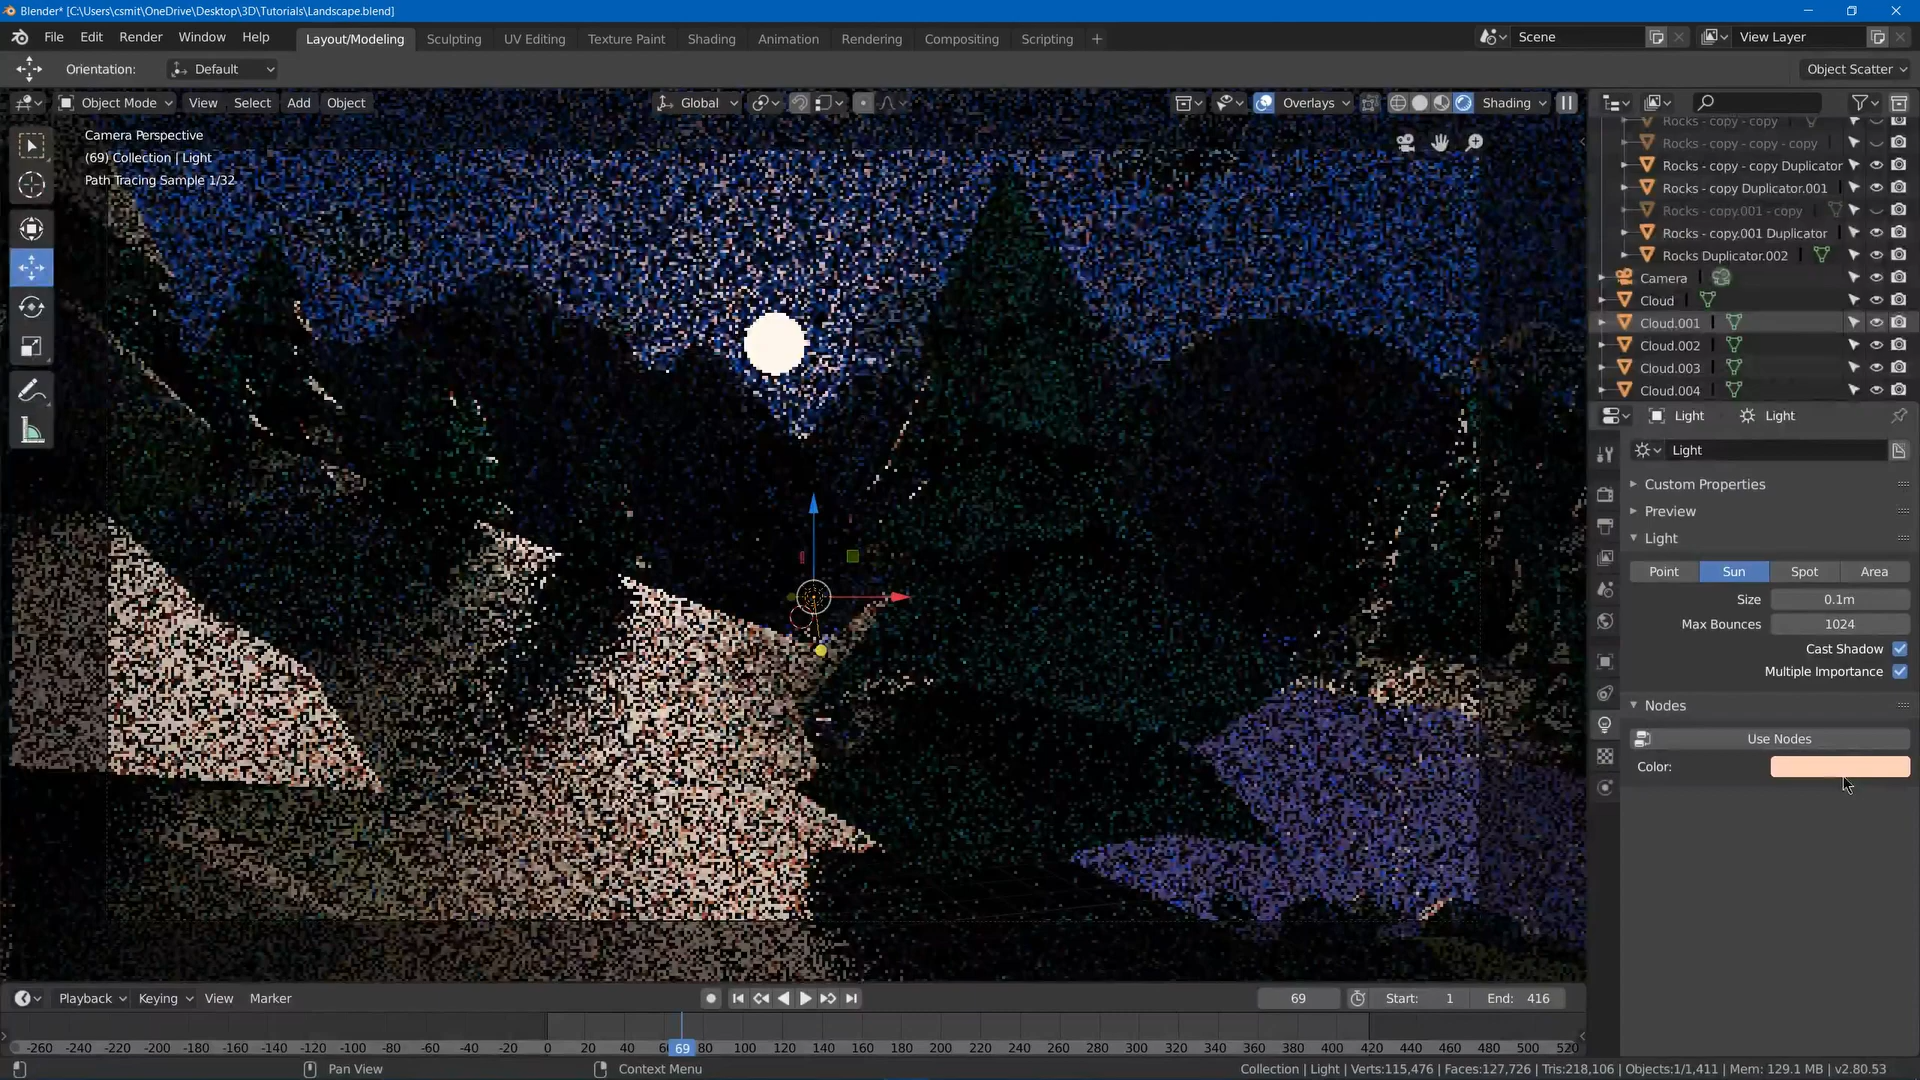 Blender* [C:\Users\csmit\OneDrive\Desktop\3D\Tutorials\Landscape.blend]
File Edit Render Window Help Layout/Modeling Sculpting UV Editing Texture Paint Shading Animation Rendering Compositing Scripting + Scene View Layer
Orientation: Default Object Scatter
Object Mode View Select Add Object Global Overlays Shading
Camera Perspective
(69) Collection | Light
Path Tracing Sample 1/32
Rocks - copy - copy
Rocks - copy - copy - copy
Rocks - copy - copy Duplicator
Rocks - copy Duplicator.001
Rocks - copy.001 - copy
Rocks - copy.001 Duplicator
Rocks Duplicator.002
Camera
Cloud
Cloud.001
Cloud.002
Cloud.003
Cloud.004
Light Light
Light
Custom Properties
Preview
Light
Point Sun Spot Area
Size 0.1m
Max Bounces 1024
Cast Shadow
Multiple Importance
Nodes
Use Nodes
Color:
Playback Keying View Marker 69 Start: 1 End: 416
-260 -240 -220 -200 -180 -160 -140 -120 -100 -80 -60 -40 -20 0 20 40 6 69 80 100 120 140 160 180 200 220 240 260 280 300 320 340 360 380 400 420 440 460 480 500 520
Pan View Context Menu Collection | Light | Verts:115,476 | Faces:127,726 | Tris:218,106 | Objects:1/1,411 | Mem: 129.1 MB | v2.80.53